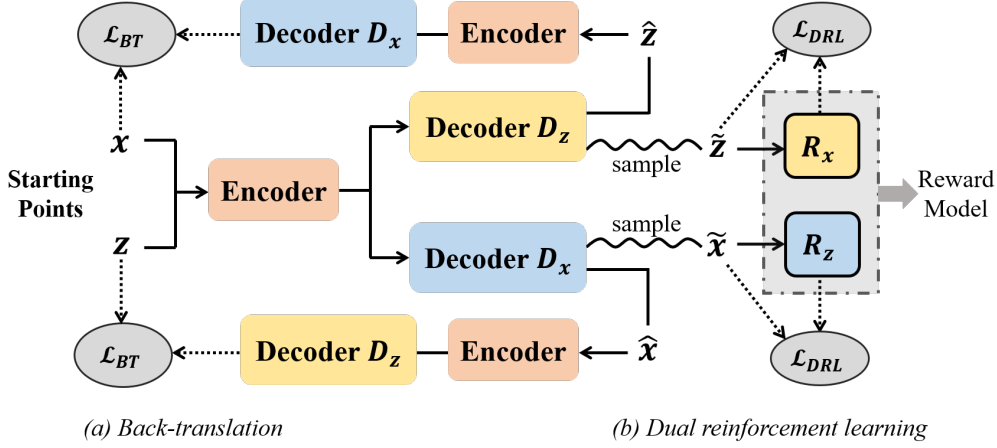 ℒ_BT
Decoder D_x
Encoder
ẑ
ℒ_DRL
x
Decoder D_z
sample
z̃
R_x
Starting
Points
Encoder
Reward
Model
z
Decoder D_x
sample
x̃
R_z
ℒ_BT
Decoder D_z
Encoder
x̂
ℒ_DRL
(a) Back-translation
(b) Dual reinforcement learning